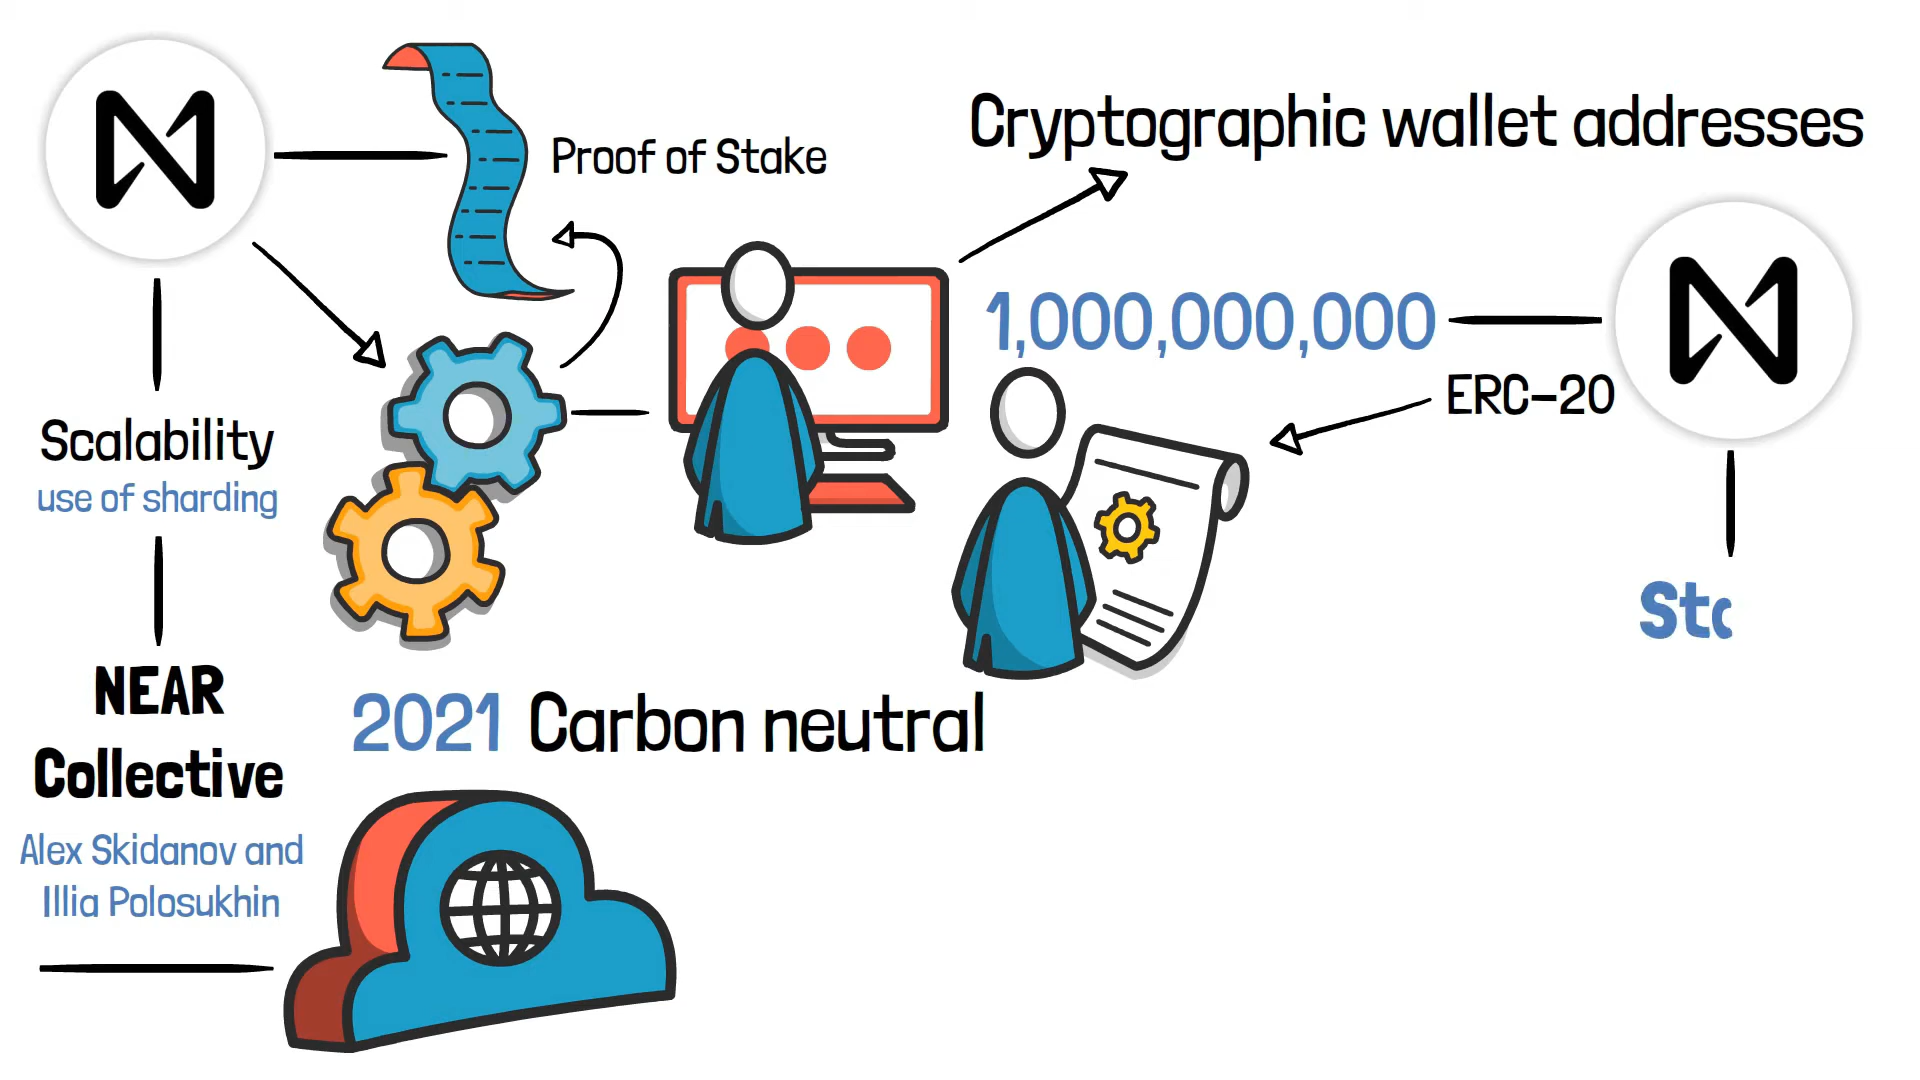 Proof of Stake
Cryptographic wallet addresses
1,000,000,000
ERC-20
Scalability
use of sharding
NEAR
Collective
Alex Skidanov and
Illia Polosukhin
2021 Carbon neutral